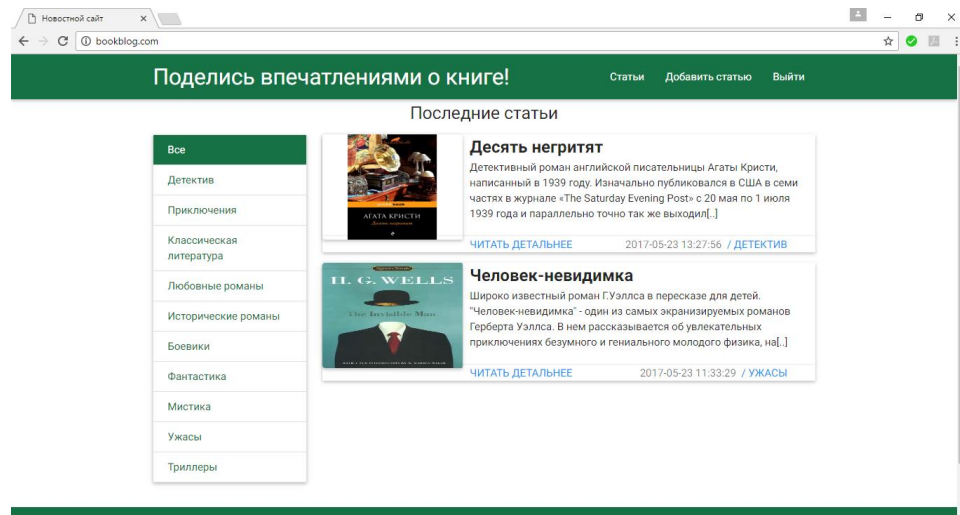 Новостной сайт
bookblog.com
Поделись впечатлениями о книге!
Статьи
Добавить статью
Выйти
Последние статьи
Все
Детектив
Приключения
Классическая
литература
Любовные романы
Исторические романы
Боевики
Фантастика
Мистика
Ужасы
Триллеры
АГАТА КРИСТИ
Десять негритят
Детективный роман английской писательницы Агаты Кристи,
написанный в 1939 году. Изначально публиковался в США в семи
частях в журнале «The Saturday Evening Post» с 20 мая по 1 июля
1939 года и параллельно точно так же выходил[..]
ЧИТАТЬ ДЕТАЛЬНЕЕ
2017-05-23 13:27:56 / ДЕТЕКТИВ
H. G. WELLS
The Invisible Man
Человек-невидимка
Широко известный роман Г.Уэллса в пересказе для детей.
"Человек-невидимка" - один из самых экранизируемых романов
Герберта Уэллса. В нем рассказывается об увлекательных
приключениях безумного и гениального молодого физика, на[..]
ЧИТАТЬ ДЕТАЛЬНЕЕ
2017-05-23 11:33:29 / УЖАСЫ